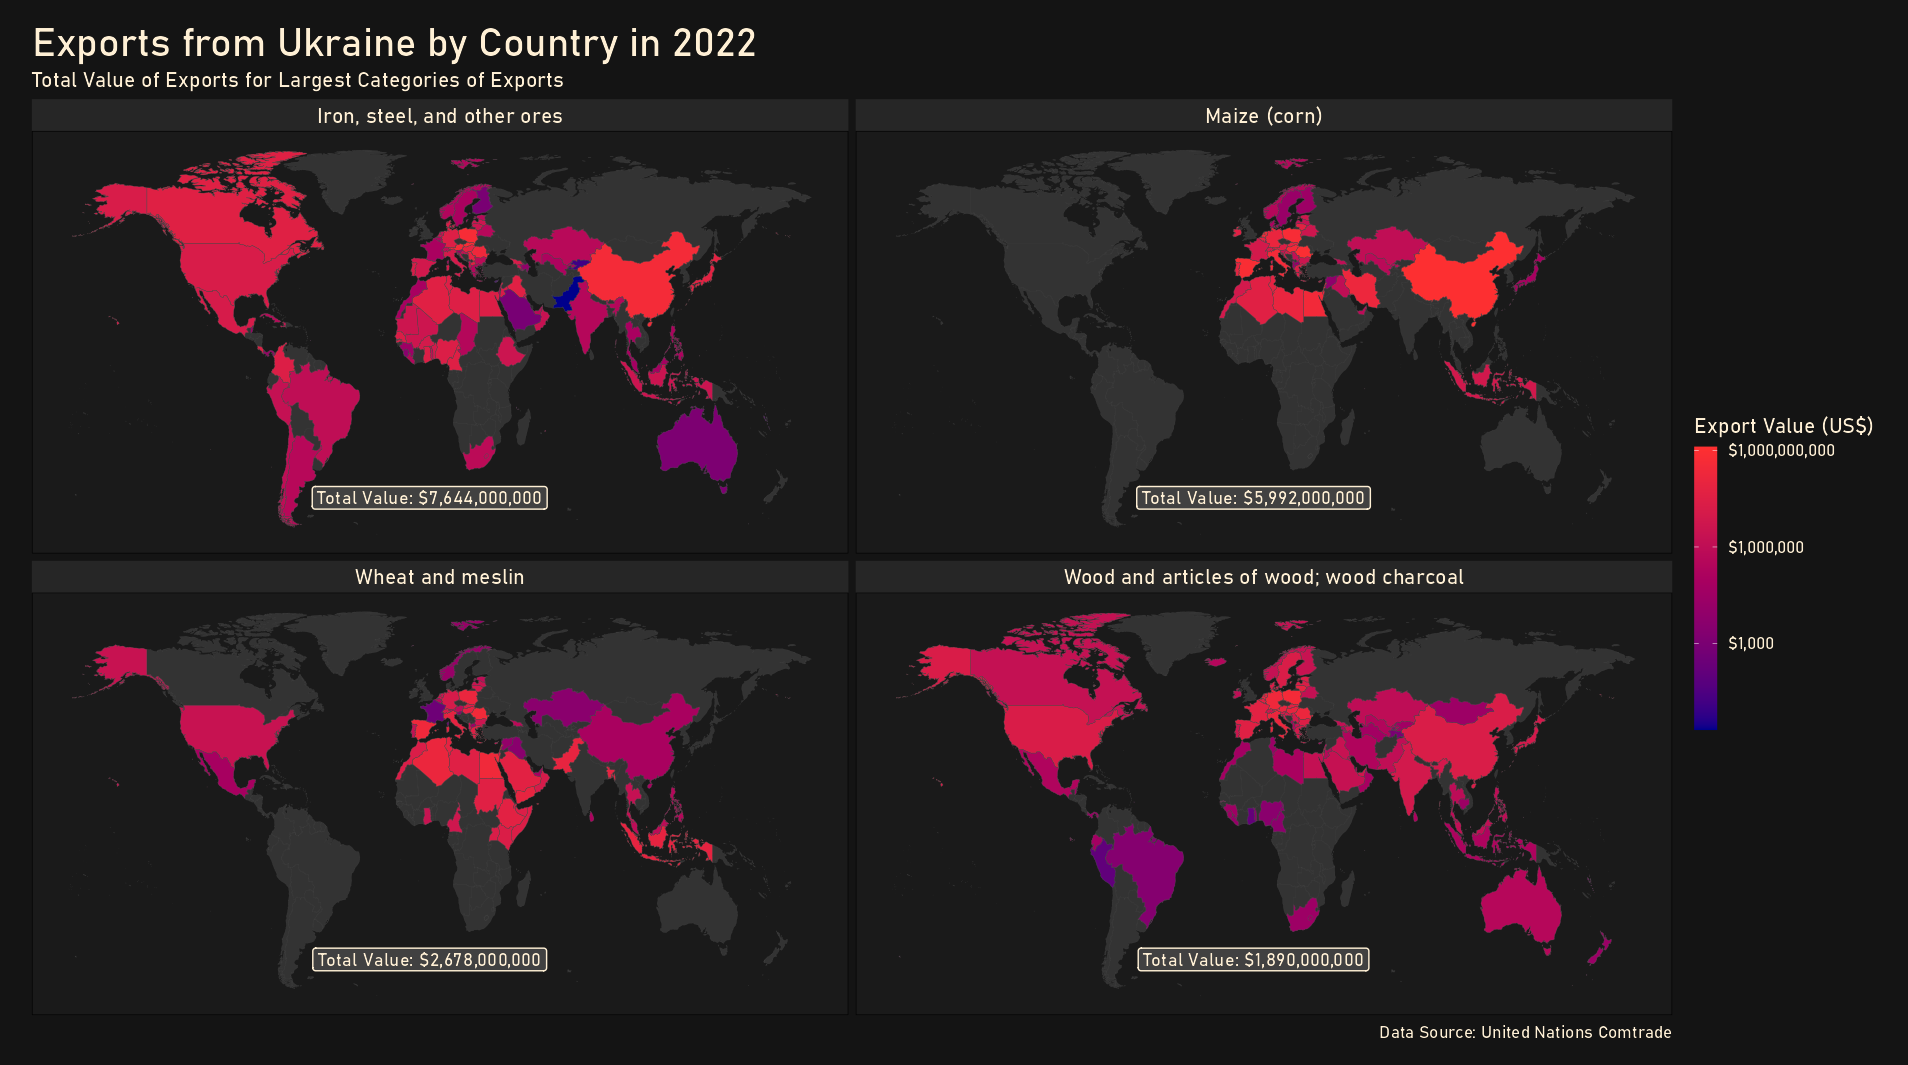 Exports from Ukraine by Country in 2022
Total Value of Exports for Largest Categories of Exports
Iron, steel, and other ores
Maize (corn)
Total Value: $7,644,000,000
Total Value: $5,992,000,000
Wheat and meslin
Wood and articles of wood; wood charcoal
Total Value: $2,678,000,000
Total Value: $1,890,000,000
Export Value (US$)
$1,000,000,000
$1,000,000
$1,000
Data Source: United Nations Comtrade